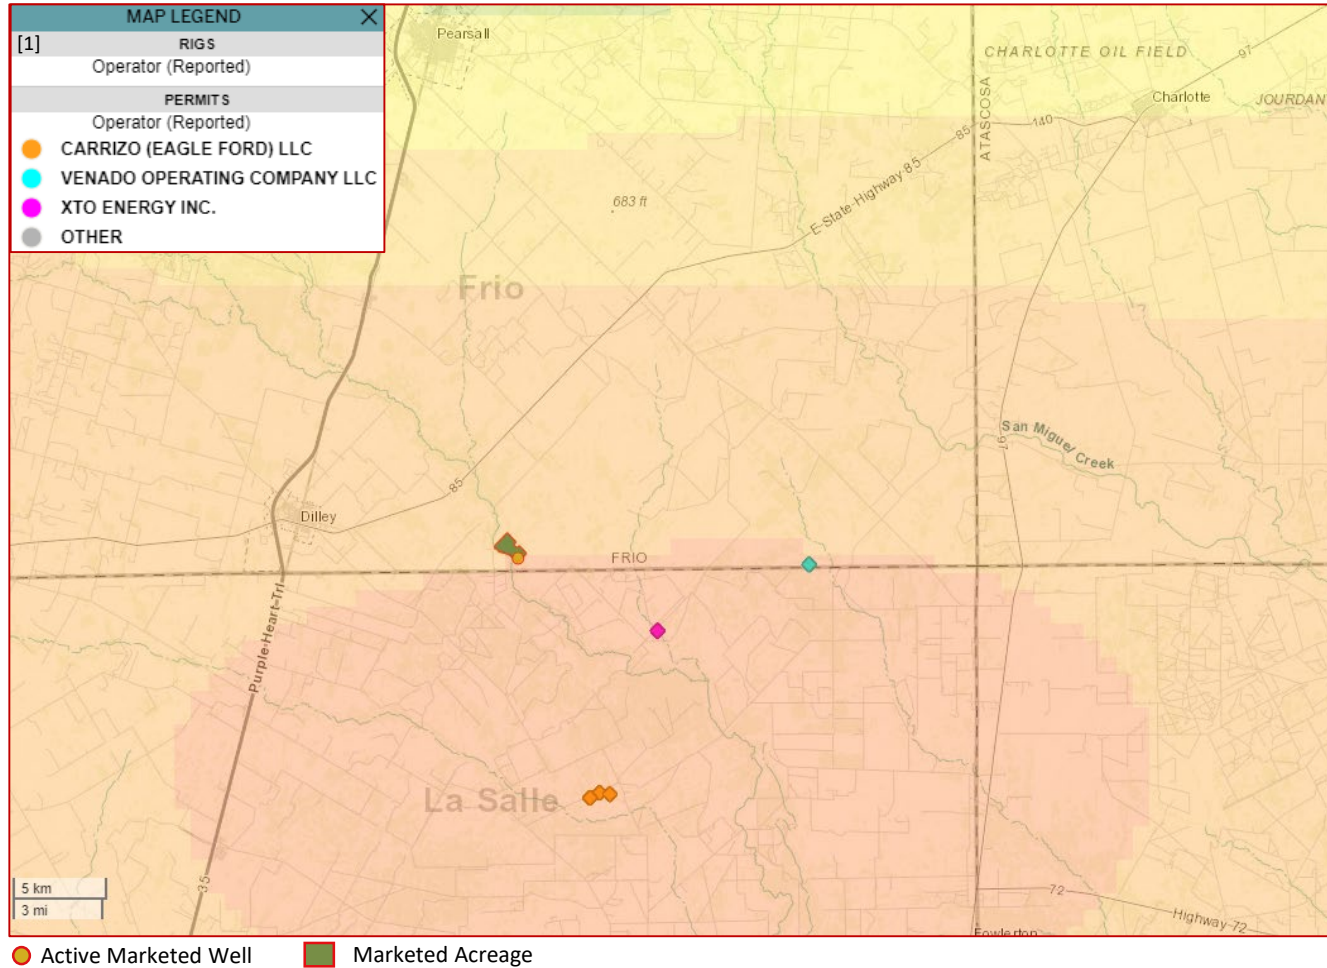 MAP LEGEND
[1]
RIGS
Operator (Reported)
PERMITS
Operator (Reported)
CARRIZO (EAGLE FORD) LLC
VENADO OPERATING COMPANY LLC
XTO ENERGY INC.
OTHER
Pearsall
CHARLOTTE OIL FIELD
97
Charlotte
JOURDAN
ATASCOSA
140
85
E-State-Highway-85
683 ft
Frio
San Miguel Creek
97
85
Dilley
FRIO
Purple-Heart-Trl
La Salle
35
72
Highway-72
Fowlerton
5 km
3 mi
Active Marketed Well
Marketed Acreage